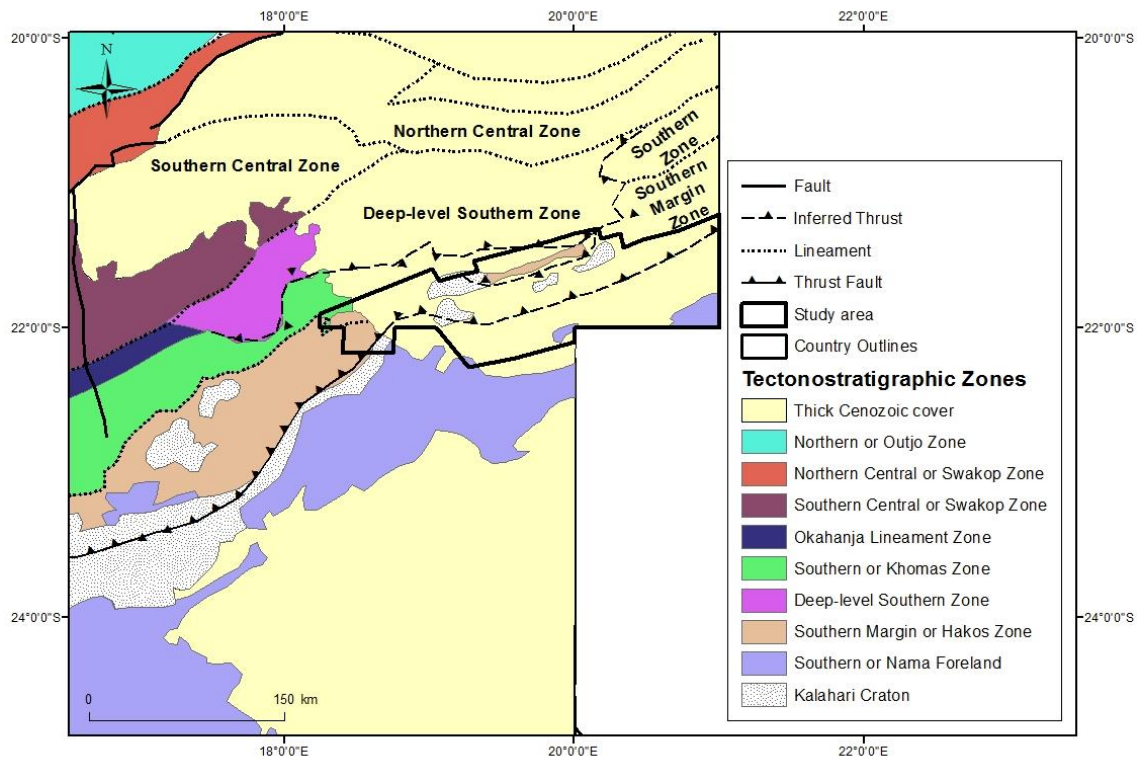 18°0'0"E
20°0'0"E
22°0'0"E
20°0'0"S
20°0'0"S
N
Northern Central Zone
Southern Central Zone
Southern
Zone
Southern
Margin
Zone
Deep-level Southern Zone
22°0'0"S
22°0'0"S
24°0'0"S
24°0'0"S
0
150 km
18°0'0"E
20°0'0"E
22°0'0"E
Fault
Inferred Thrust
Lineament
Thrust Fault
Study area
Country Outlines
Tectonostratigraphic Zones
Thick Cenozoic cover
Northern or Outjo Zone
Northern Central or Swakop Zone
Southern Central or Swakop Zone
Okahanja Lineament Zone
Southern or Khomas Zone
Deep-level Southern Zone
Southern Margin or Hakos Zone
Southern or Nama Foreland
Kalahari Craton